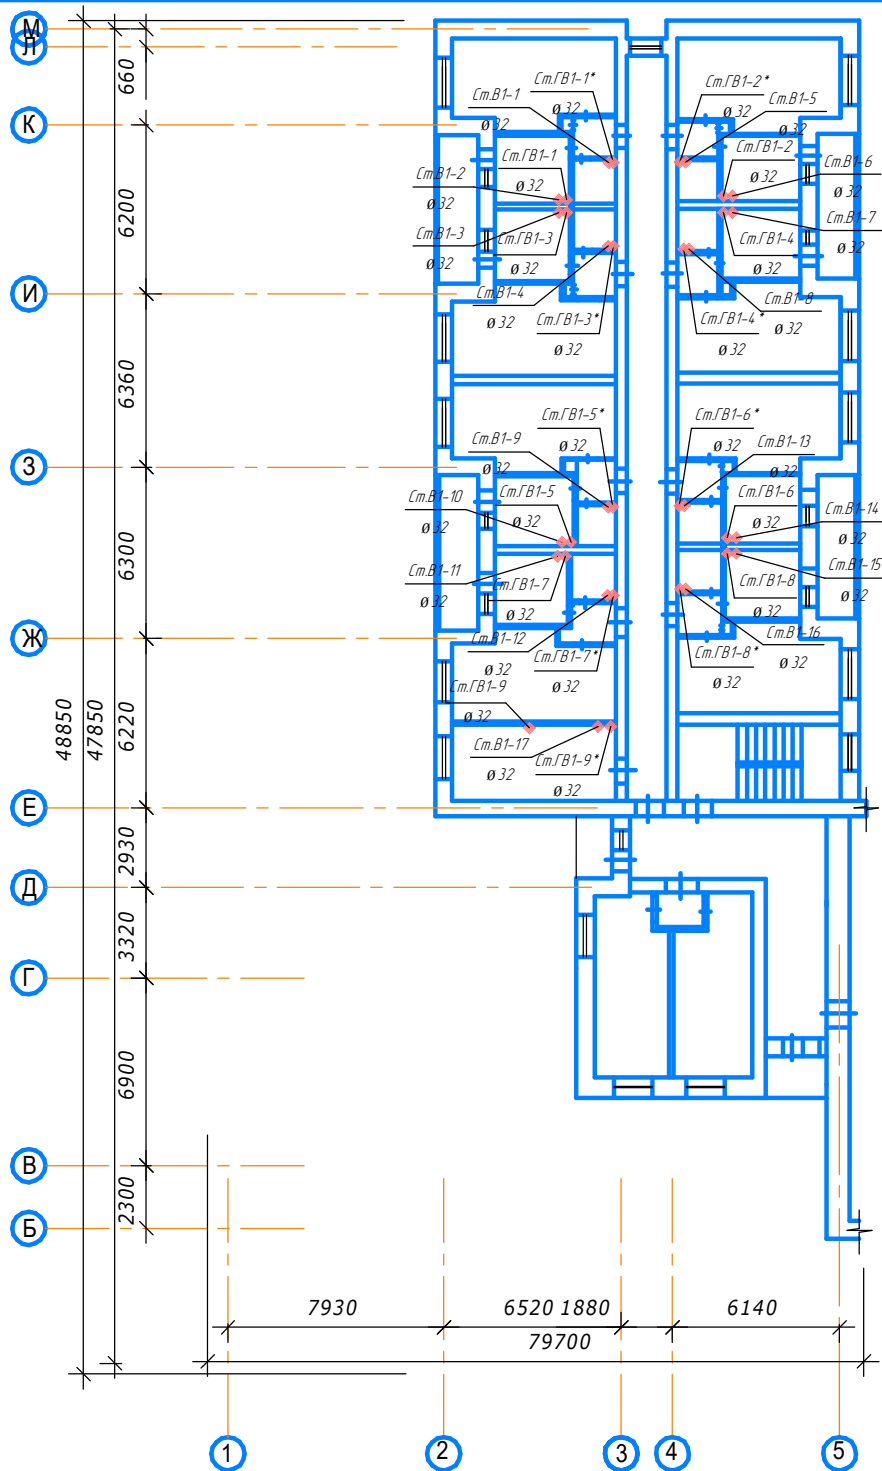 М
Л
660
К
6200
И
6360
З
6300
Ж
6220
48850
47850
Е
2930
Д
3320
Г
6900
В
2300
Б
Ст.В1-1
Ø 32
Ст.ГВ1-1*
Ø 32
Ст.ГВ1-2*
Ø 32
Ст.В1-5
Ø 32
Ст.В1-2
Ø 32
Ст.ГВ1-1
Ø 32
Ст.ГВ1-2
Ø 32
Ст.В1-6
Ø 32
Ст.В1-3
Ø 32
Ст.ГВ1-3
Ø 32
Ст.ГВ1-4
Ø 32
Ст.В1-7
Ø 32
Ст.В1-4
Ø 32
Ст.ГВ1-3*
Ø 32
Ст.ГВ1-4*
Ø 32
Ст.В1-8
Ø 32
Ст.В1-9
Ø 32
Ст.ГВ1-5*
Ø 32
Ст.ГВ1-6*
Ø 32
Ст.В1-13
Ø 32
Ст.В1-10
Ø 32
Ст.ГВ1-5
Ø 32
Ст.ГВ1-6
Ø 32
Ст.В1-14
Ø 32
Ст.В1-11
Ø 32
Ст.ГВ1-7
Ø 32
Ст.ГВ1-8
Ø 32
Ст.В1-15
Ø 32
Ст.В1-12
Ø 32
Ст.ГВ1-7*
Ø 32
Ст.ГВ1-8*
Ø 32
Ст.В1-16
Ø 32
Ст.ГВ1-9
Ø 32
Ст.В1-17
Ø 32
Ст.ГВ1-9*
Ø 32
7930
6520
1880
6140
79700
1
2
3
4
5